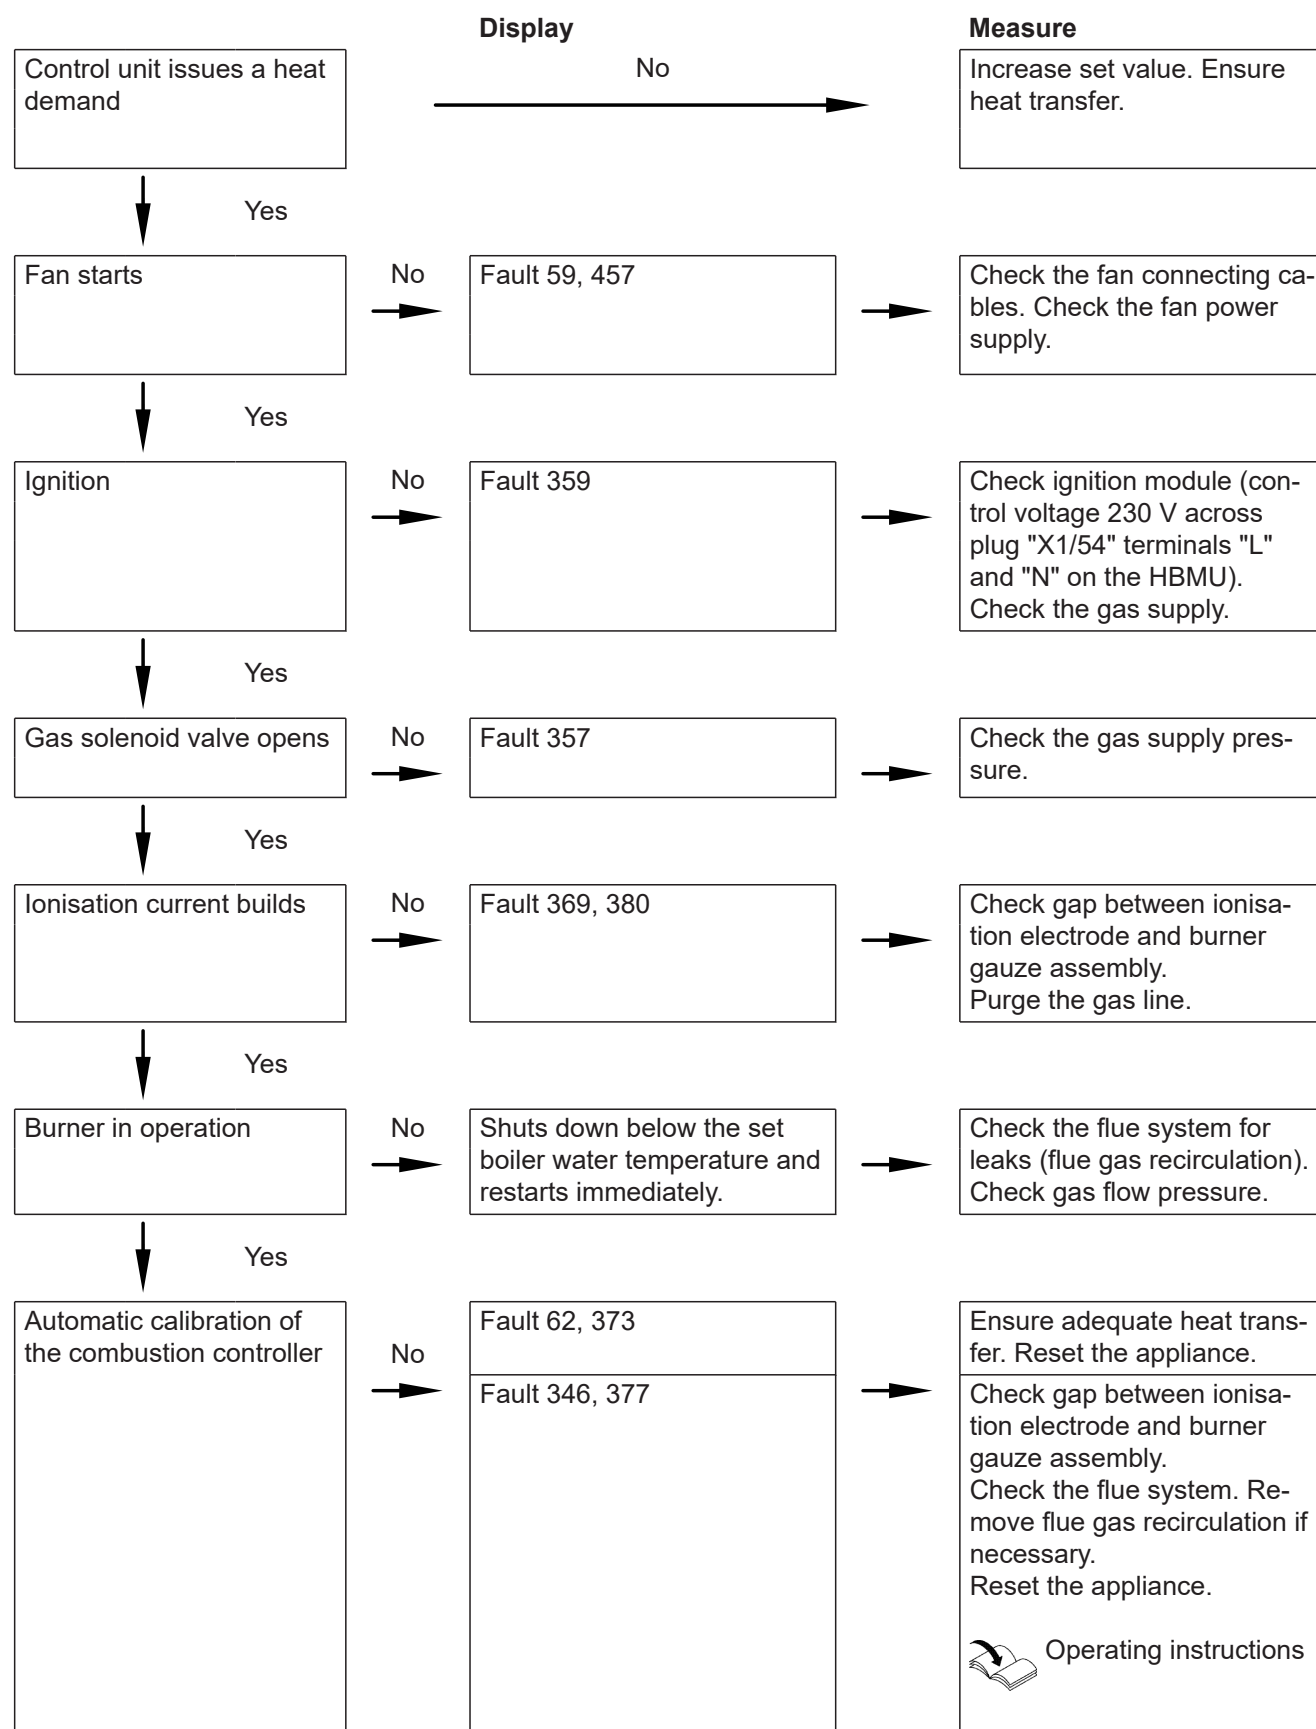 Display
Measure
Control unit issues a heat
demand
No
Increase set value. Ensure
heat transfer.
Yes
Fan starts
No
Fault 59, 457
Check the fan connecting ca-
bles. Check the fan power
supply.
Yes
Ignition
No
Fault 359
Check ignition module (con-
trol voltage 230 V across
plug "X1/54" terminals "L"
and "N" on the HBMU).
Check the gas supply.
Yes
Gas solenoid valve opens
No
Fault 357
Check the gas supply pres-
sure.
Yes
Ionisation current builds
No
Fault 369, 380
Check gap between ionisa-
tion electrode and burner
gauze assembly.
Purge the gas line.
Yes
Burner in operation
No
Shuts down below the set
boiler water temperature and
restarts immediately.
Check the flue system for
leaks (flue gas recirculation).
Check gas flow pressure.
Yes
Automatic calibration of
the combustion controller
No
Fault 62, 373
Ensure adequate heat trans-
fer. Reset the appliance.
Fault 346, 377
Check gap between ionisa-
tion electrode and burner
gauze assembly.
Check the flue system. Re-
move flue gas recirculation if
necessary.
Reset the appliance.
Operating instructions